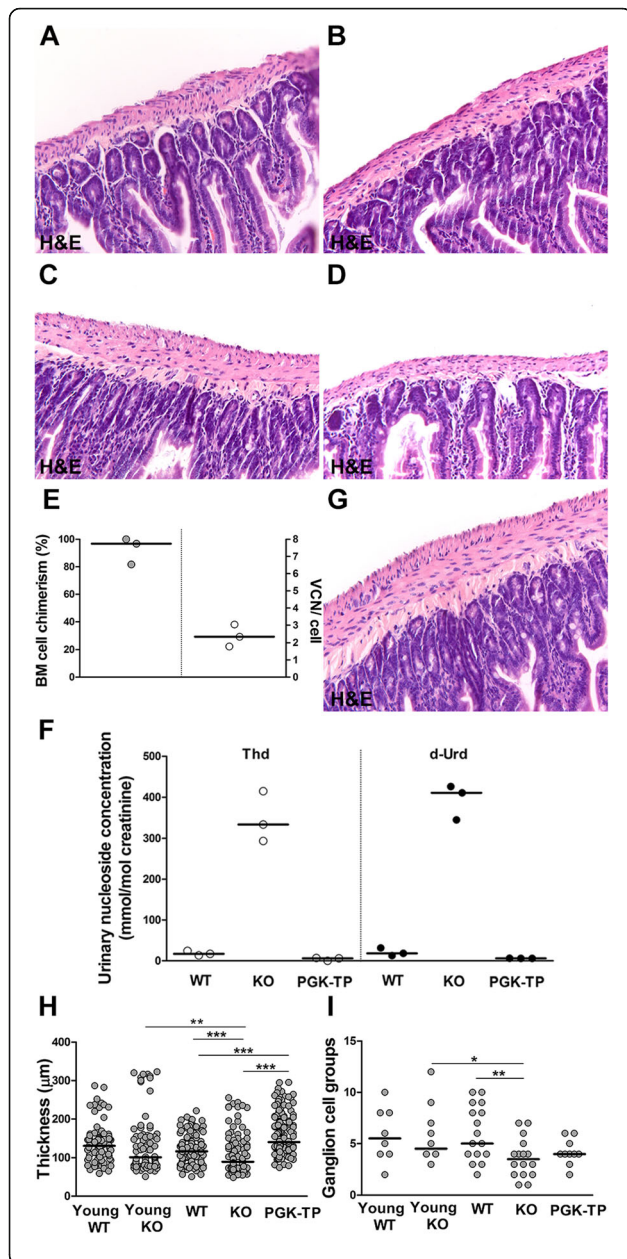 A
H&E
B
H&E
C
H&E
D
H&E
E
BM cell chimerism (%)
100
80
60
40
20
0
8
7
6
5
4
3
2
1
0
VCN/ cell
G
H&E
F
Urinary nucleoside concentration
(mmol/mol creatinine)
500
400
300
200
100
0
Thd
d-Urd
WT KO PGK-TP WT KO PGK-TP
H
Thickness (µm)
400
300
200
100
0
**
***
***
***
Young WT
Young KO
WT
KO
PGK-TP
I
Ganglion cell groups
15
10
5
0
*
**
Young WT
Young KO
WT
KO
PGK-TP